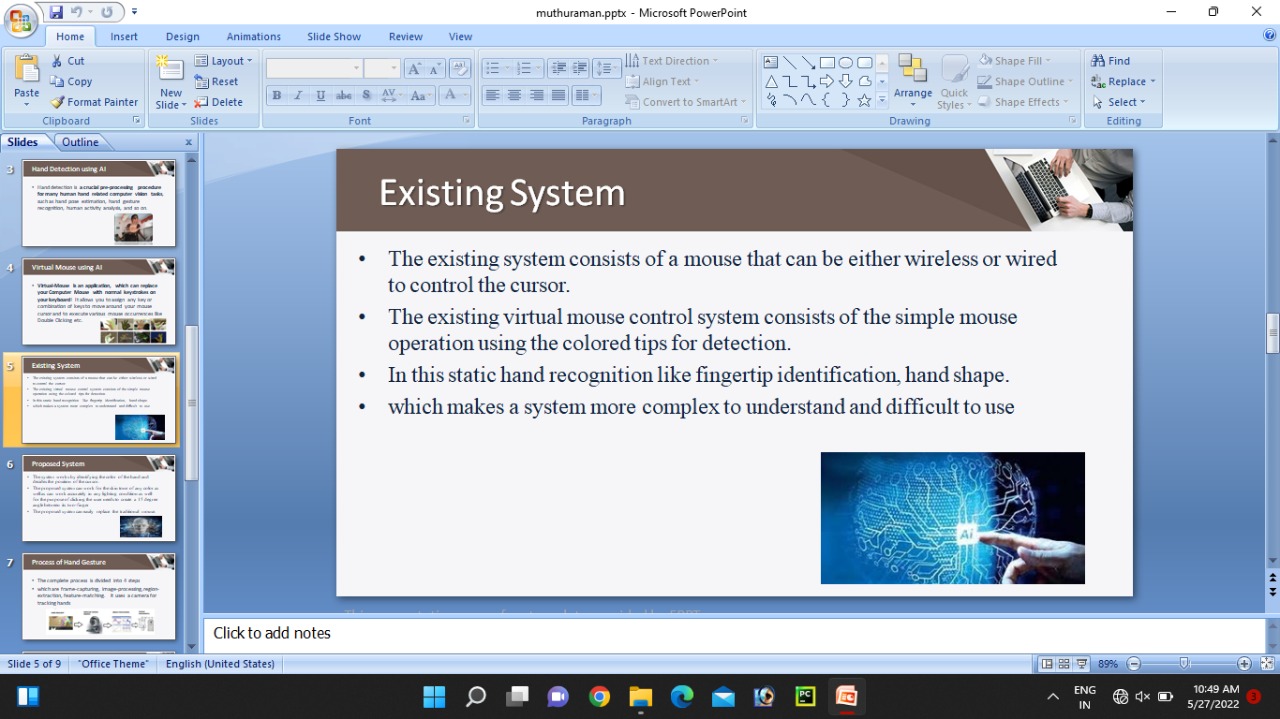 muthuraman.pptx - Microsoft PowerPoint
Home Insert Design Animations Slide Show Review View
Cut
Copy
Format Painter
Paste
Clipboard
New
Slide
Layout
Reset
Delete
Slides
B I U abc S AV Aa A
Font
Text Direction
Align Text
Convert to SmartArt
Paragraph
Arrange
Quick
Styles
Shape Fill
Shape Outline
Shape Effects
Drawing
Find
Replace
Select
Editing
Slides Outline
3
Hand Detection using AI
• Hand detection is a crucial pre-processing procedure
for many human hand related computer vision tasks,
such as hand pose estimation, hand gesture
recognition, human activity analysis, and so on.
4
Virtual Mouse using AI
• Virtual-Mouse is an application, which can replace
your Computer Mouse with normal keystrokes on
your keyboard! It allows you to assign any key or
combination of keys to move around your mouse
cursor and to execute various mouse occurrences like
Double Clicking etc.
5
Existing System
6
Proposed System
7
Process of Hand Gesture
• The complete process is divided into 4 steps
• which are frame-capturing, image-processing, region-
extraction, feature-matching. It uses a camera for
tracking hands
Existing System
• The existing system consists of a mouse that can be either wireless or wired
to control the cursor.
• The existing virtual mouse control system consists of the simple mouse
operation using the colored tips for detection.
• In this static hand recognition like fingertip identification, hand shape.
• which makes a system more complex to understand and difficult to use
AI
Click to add notes
Slide 5 of 9 "Office Theme" English (United States)
89%
PC
ENG
IN
10:49 AM
5/27/2022
3